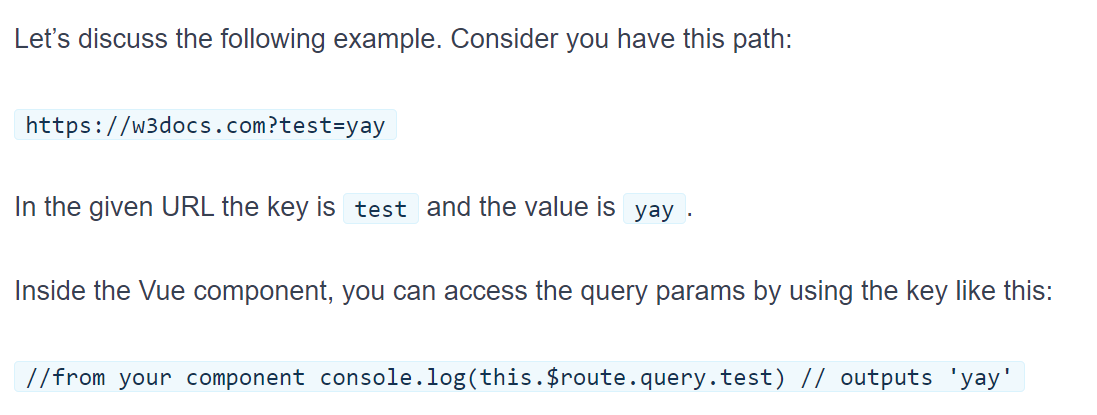 Let’s discuss the following example. Consider you have this path:
https://w3docs.com?test=yay
In the given URL the key is test and the value is yay .
Inside the Vue component, you can access the query params by using the key like this:
//from your component console.log(this.$route.query.test) // outputs 'yay'